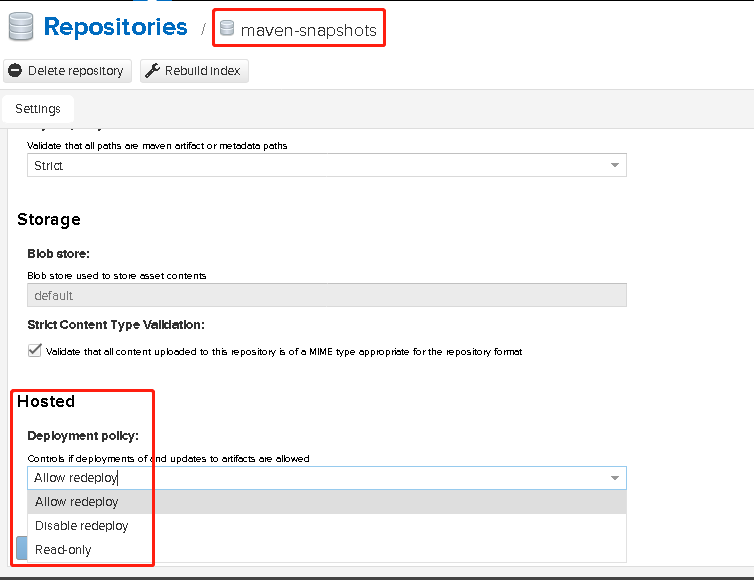 Repositories / maven-snapshots
Delete repository Rebuild index
Settings
Validate that all paths are maven artifact or metadata paths
Strict
Storage
Blob store:
Blob store used to store asset contents
default
Strict Content Type Validation:
Validate that all content uploaded to this repository is of a MIME type appropriate for the repository format
Hosted
Deployment policy:
Controls if deployments of and updates to artifacts are allowed
Allow redeploy
Allow redeploy
Disable redeploy
Read-only